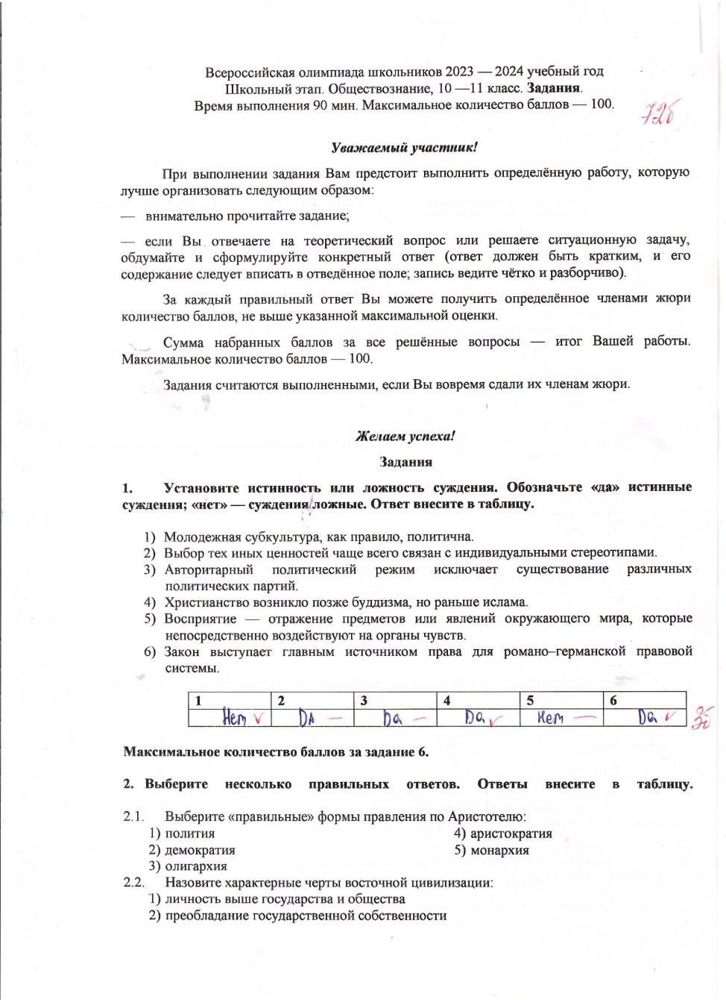 Всероссийская олимпиада школьников 2023 — 2024 учебный год
Школьный этап. Обществознание, 10 —11 класс. Задания.
Время выполнения 90 мин. Максимальное количество баллов — 100.
72б
Уважаемый участник!
При выполнении задания Вам предстоит выполнить определённую работу, которую
лучше организовать следующим образом:
— внимательно прочитайте задание;
— если Вы отвечаете на теоретический вопрос или решаете ситуационную задачу,
обдумайте и сформулируйте конкретный ответ (ответ должен быть кратким, и его
содержание следует вписать в отведённое поле; запись ведите чётко и разборчиво).
За каждый правильный ответ Вы можете получить определённое членами жюри
количество баллов, не выше указанной максимальной оценки.
Сумма набранных баллов за все решённые вопросы — итог Вашей работы.
Максимальное количество баллов — 100.
Задания считаются выполненными, если Вы вовремя сдали их членам жюри.
Желаем успеха!
Задания
1. Установите истинность или ложность суждения. Обозначьте «да» истинные
суждения; «нет» — суждения ложные. Ответ внесите в таблицу.
1) Молодежная субкультура, как правило, политична.
2) Выбор тех иных ценностей чаще всего связан с индивидуальными стереотипами.
3) Авторитарный политический режим исключает существование различных
политических партий.
4) Христианство возникло позже буддизма, но раньше ислама.
5) Восприятие — отражение предметов или явлений окружающего мира, которые
непосредственно воздействуют на органы чувств.
6) Закон выступает главным источником права для романо–германской правовой
системы.
1 2 3 4 5 6
Нет ДА Да Да Нет Да 3б
Максимальное количество баллов за задание 6.
2. Выберите несколько правильных ответов. Ответы внесите в таблицу.
2.1. Выберите «правильные» формы правления по Аристотелю:
1) полития 4) аристократия
2) демократия 5) монархия
3) олигархия
2.2. Назовите характерные черты восточной цивилизации:
1) личность выше государства и общества
2) преобладание государственной собственности